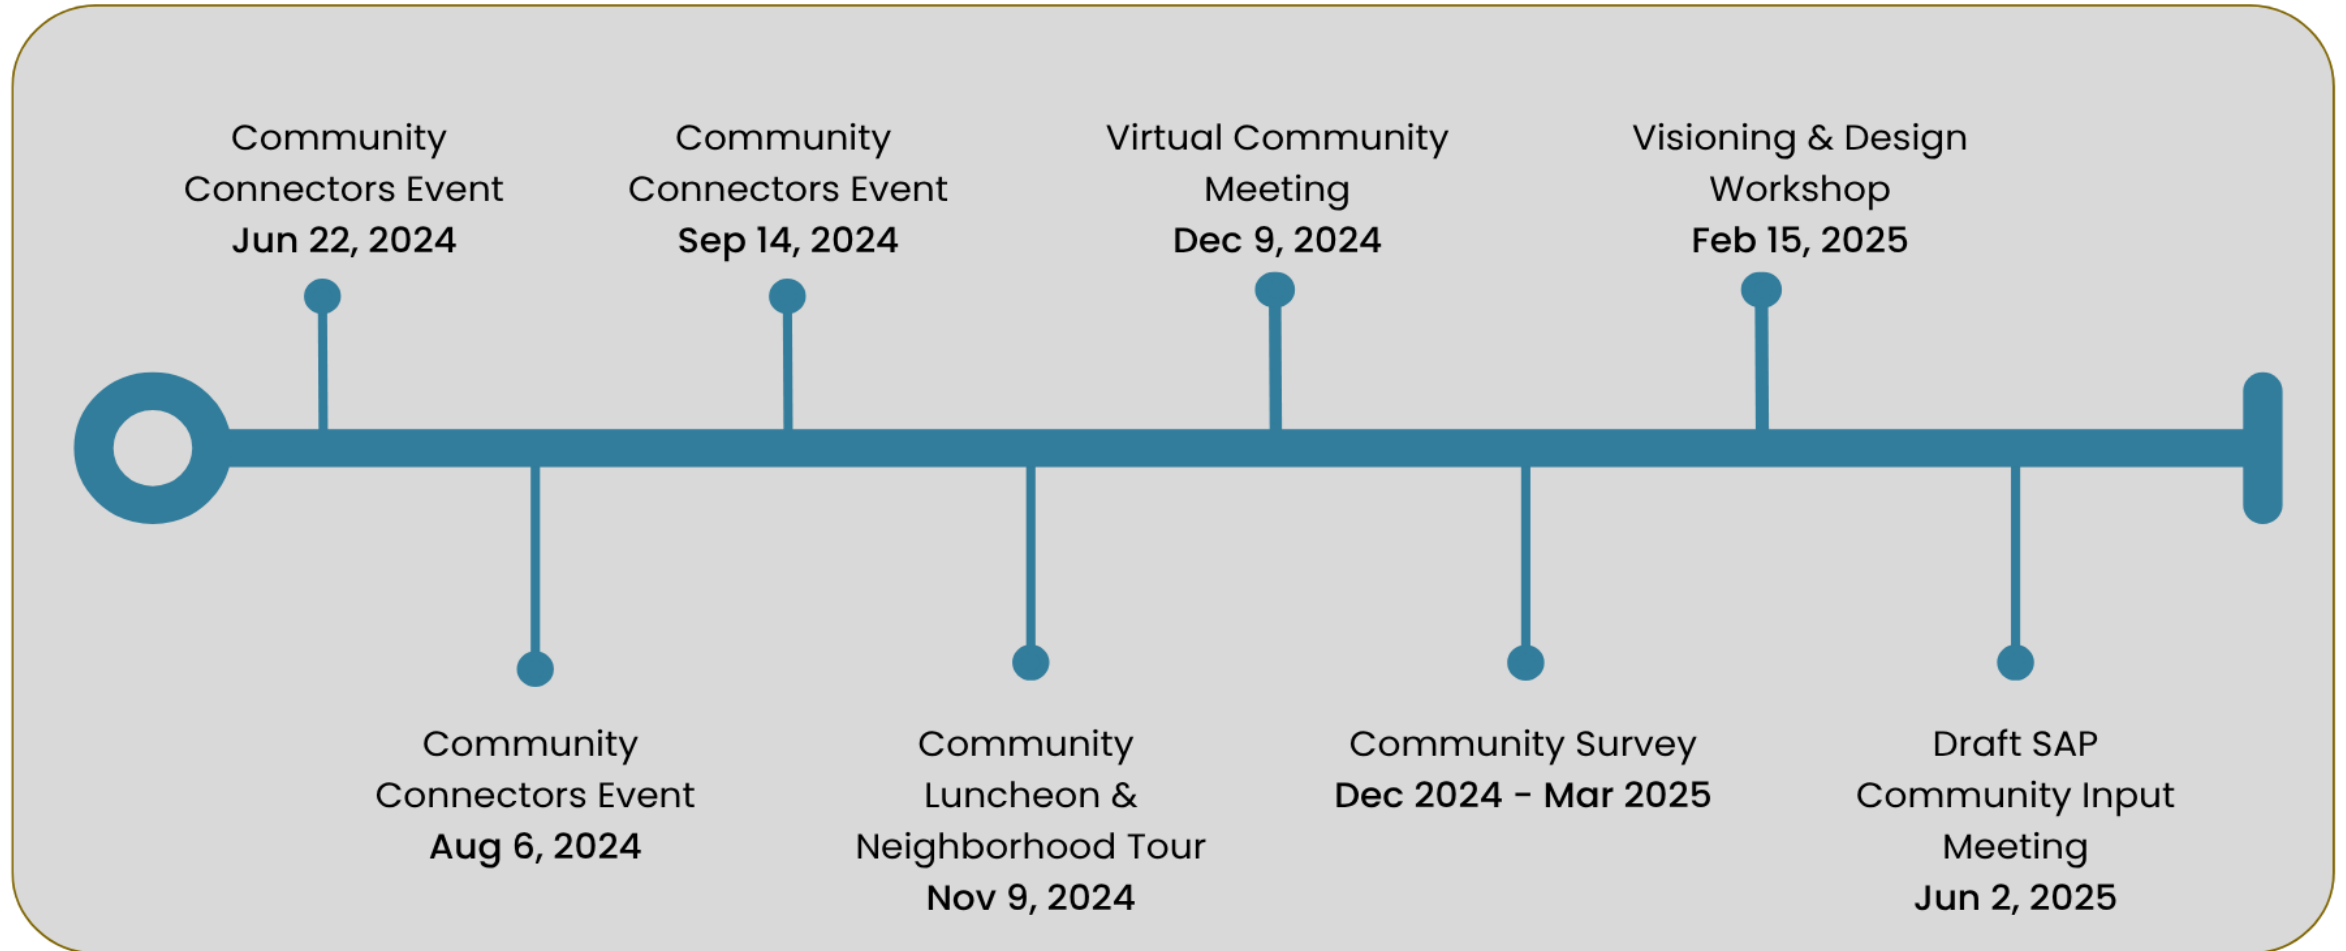 Community
Connectors Event
Jun 22, 2024
Community
Connectors Event
Sep 14, 2024
Virtual Community
Meeting
Dec 9, 2024
Visioning & Design
Workshop
Feb 15, 2025
Community
Connectors Event
Aug 6, 2024
Community
Luncheon &
Neighborhood Tour
Nov 9, 2024
Community Survey
Dec 2024 - Mar 2025
Draft SAP
Community Input
Meeting
Jun 2, 2025